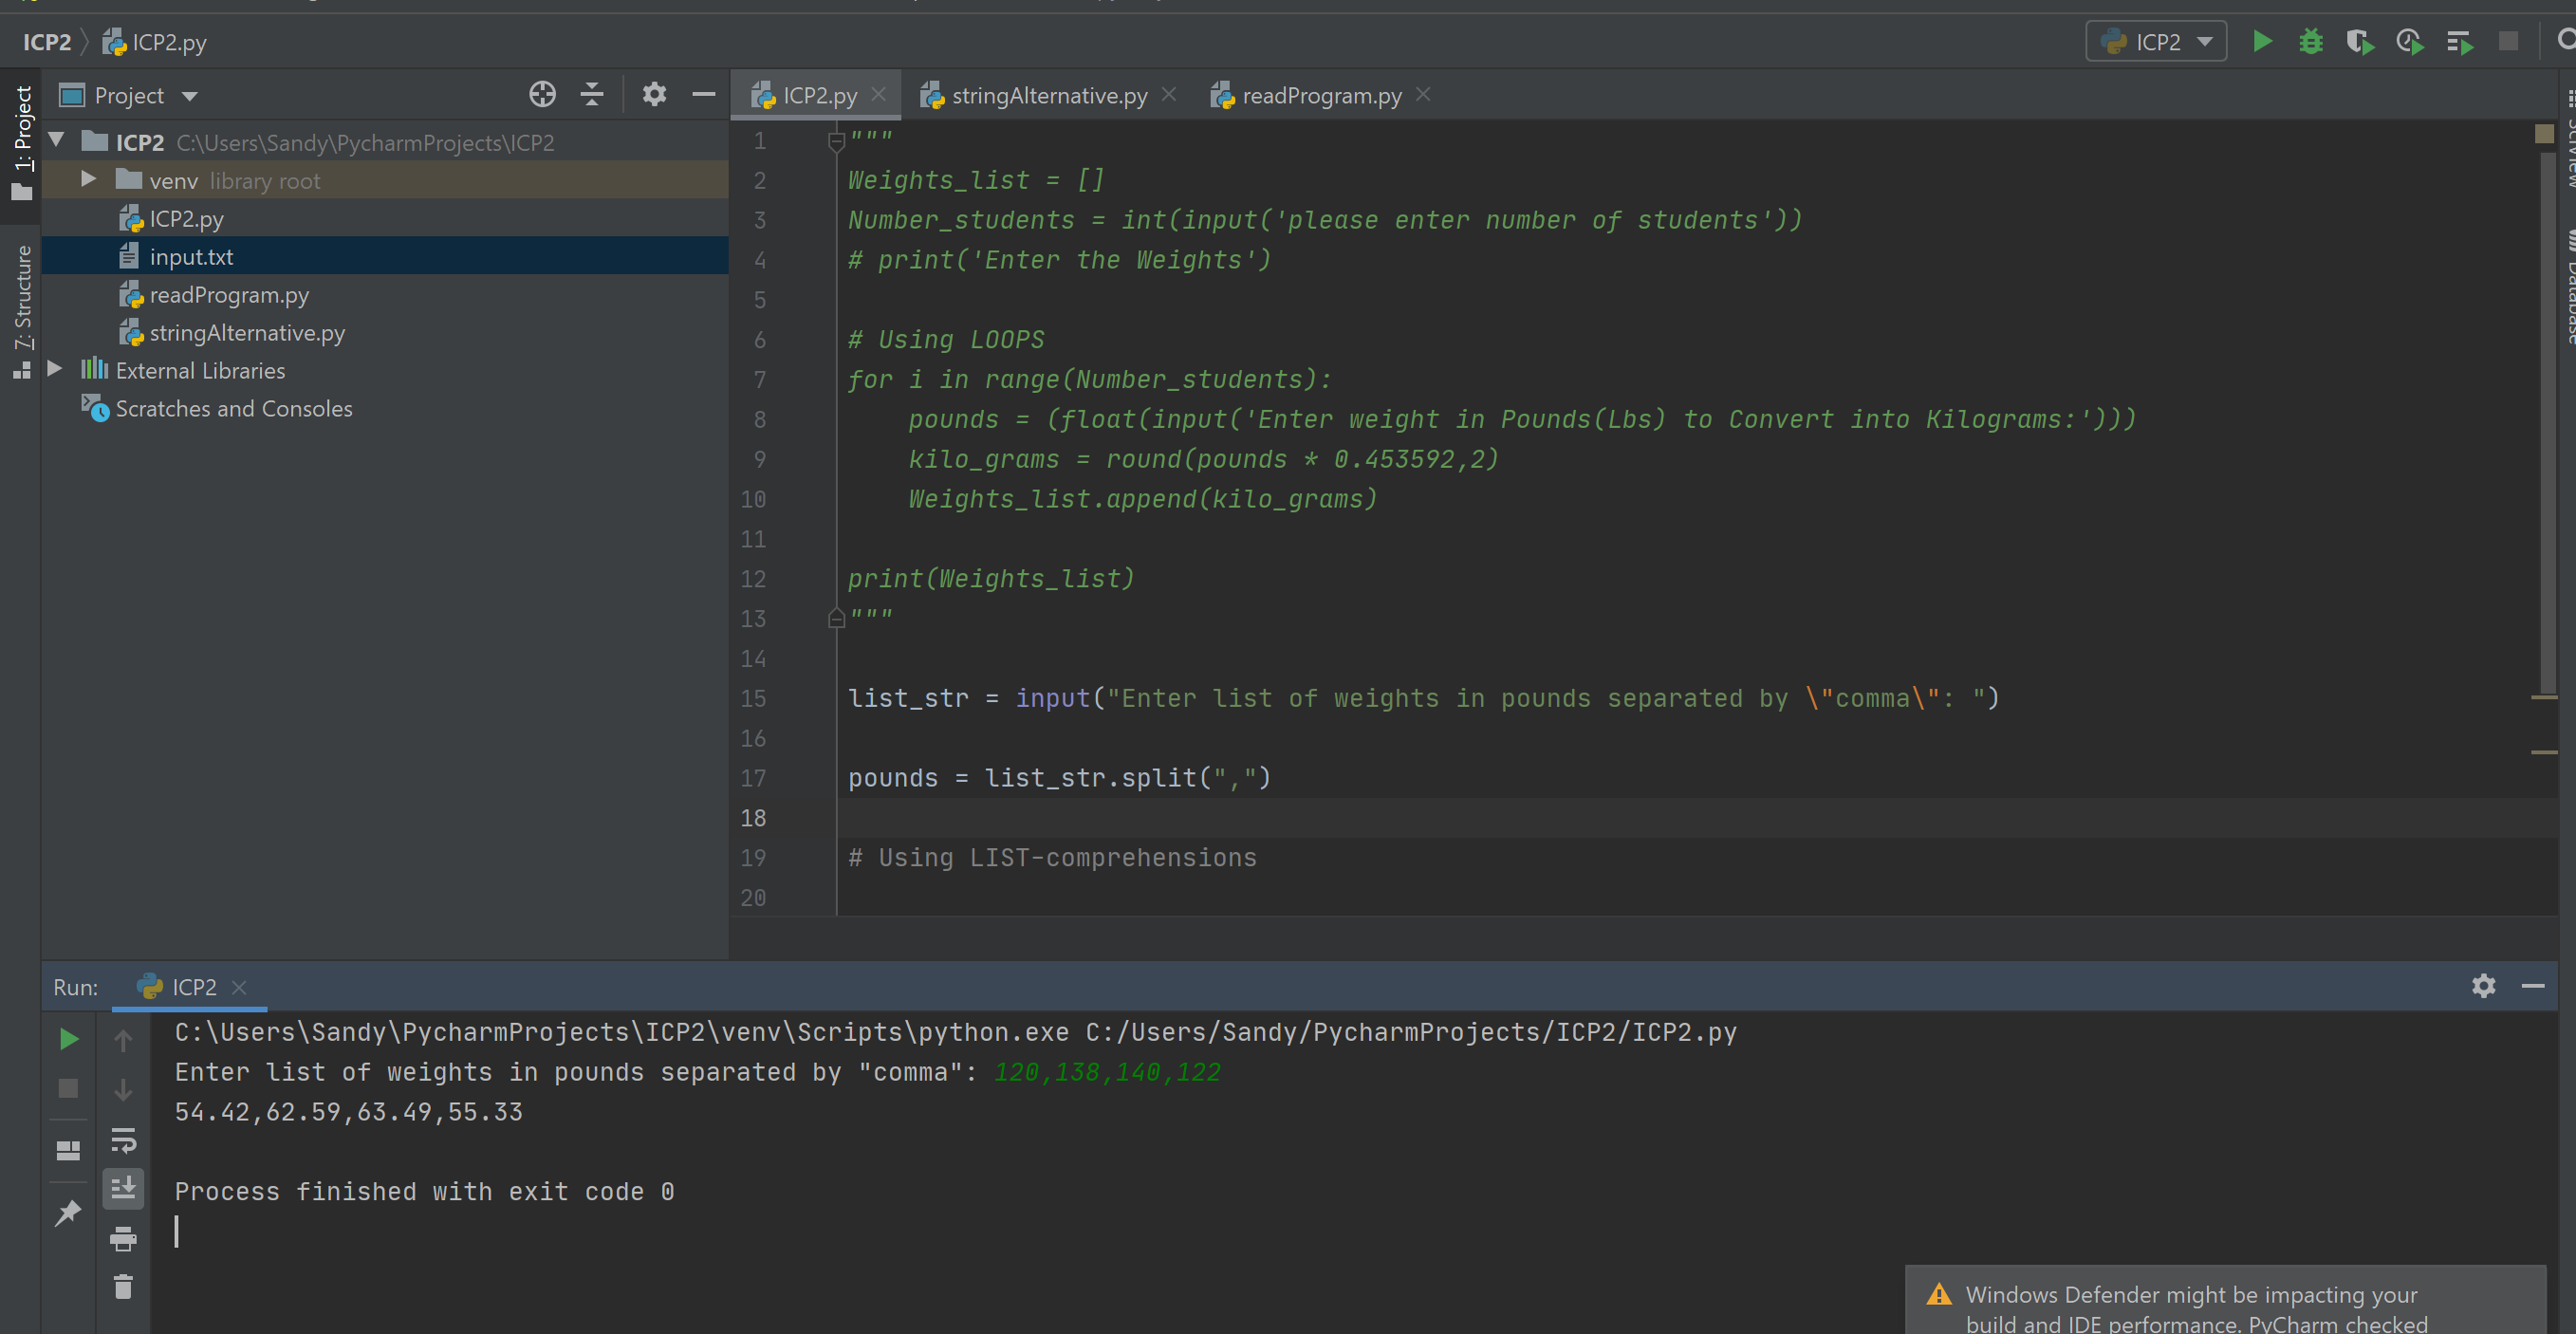 ICP2 ICP2.py ICP2
1: Project
7: Structure
Project
ICP2 C:\Users\Sandy\PycharmProjects\ICP2
venv library root
ICP2.py
input.txt
readProgram.py
stringAlternative.py
External Libraries
Scratches and Consoles
ICP2.py stringAlternative.py readProgram.py
1 """
2 Weights_list = []
3 Number_students = int(input('please enter number of students'))
4 # print('Enter the Weights')
5
6 # Using LOOPS
7 for i in range(Number_students):
8     pounds = (float(input('Enter weight in Pounds(Lbs) to Convert into Kilograms:')))
9     kilo_grams = round(pounds * 0.453592,2)
10     Weights_list.append(kilo_grams)
11
12 print(Weights_list)
13 """
14
15 list_str = input("Enter list of weights in pounds separated by \"comma\": ")
16
17 pounds = list_str.split(",")
18
19 # Using LIST-comprehensions
20
SciView
Database
Run: ICP2
C:\Users\Sandy\PycharmProjects\ICP2\venv\Scripts\python.exe C:/Users/Sandy/PycharmProjects/ICP2/ICP2.py
Enter list of weights in pounds separated by "comma": 120,138,140,122
54.42,62.59,63.49,55.33
Process finished with exit code 0
Windows Defender might be impacting your
build and IDE performance. PyCharm checked